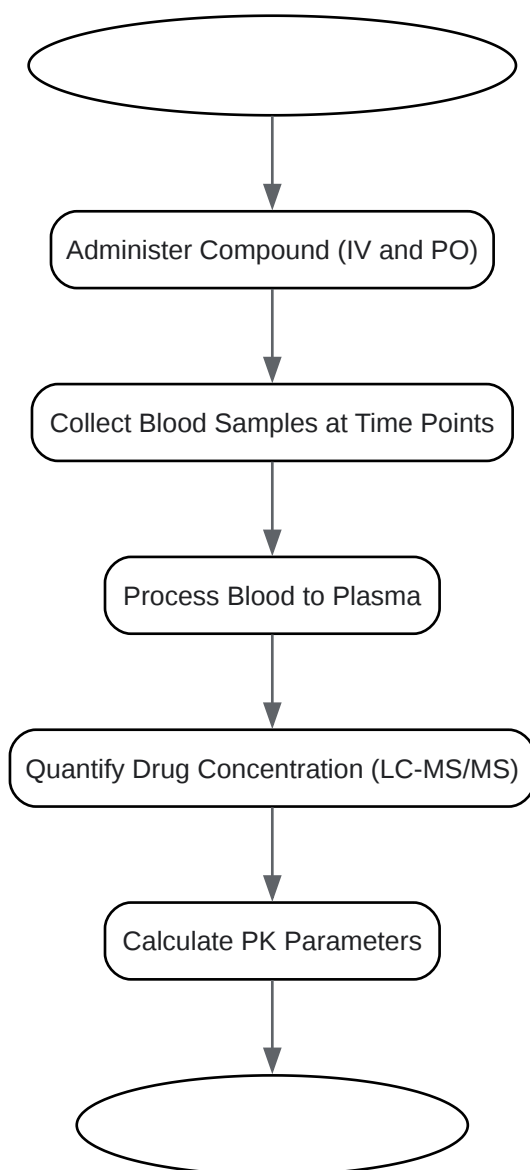 Administer Compound (IV and PO)
Collect Blood Samples at Time Points
Process Blood to Plasma
Quantify Drug Concentration (LC-MS/MS)
Calculate PK Parameters